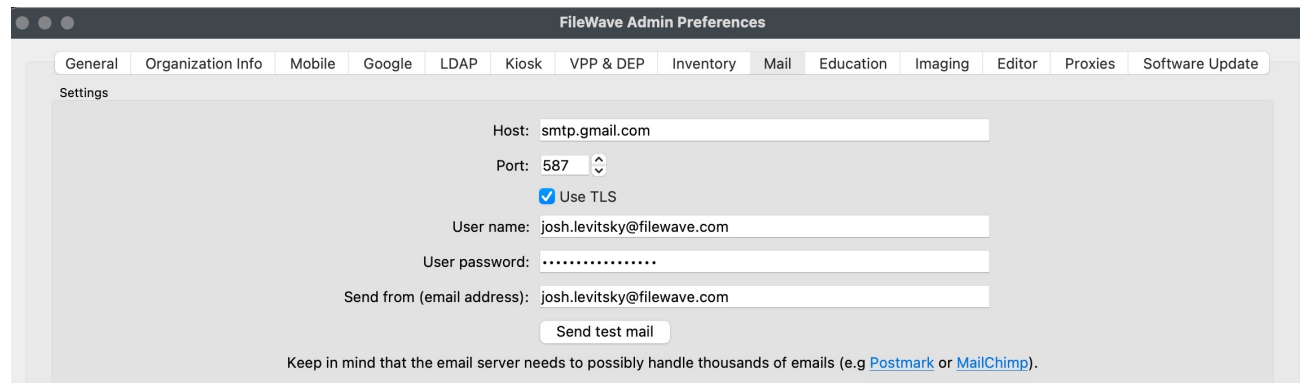 FileWave Admin Preferences
General Organization Info Mobile Google LDAP Kiosk VPP & DEP Inventory Mail Education Imaging Editor Proxies Software Update
Settings
Host: smtp.gmail.com
Port: 587
Use TLS
User name: josh.levitsky@filewave.com
User password: •••••••••••••••••
Send from (email address): josh.levitsky@filewave.com
Send test mail
Keep in mind that the email server needs to possibly handle thousands of emails (e.g Postmark or MailChimp).